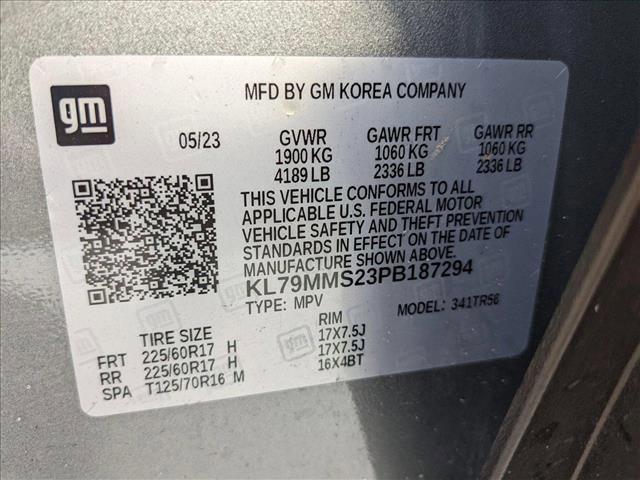 gm
MFD BY GM KOREA COMPANY
05/23 GVWR GAWR FRT GAWR RR
1900 KG 1060 KG 1060 KG
4189 LB 2336 LB 2336 LB
THIS VEHICLE CONFORMS TO ALL
APPLICABLE U.S. FEDERAL MOTOR
VEHICLE SAFETY AND THEFT PREVENTION
STANDARDS IN EFFECT ON THE DATE OF
MANUFACTURE SHOWN ABOVE.
KL79MMS23PB187294
TYPE: MPV MODEL: 341TR56
TIRE SIZE RIM
FRT 225/60R17 H 17X7.5J
RR 225/60R17 H 17X7.5J
SPA T125/70R16 M 16X4BT